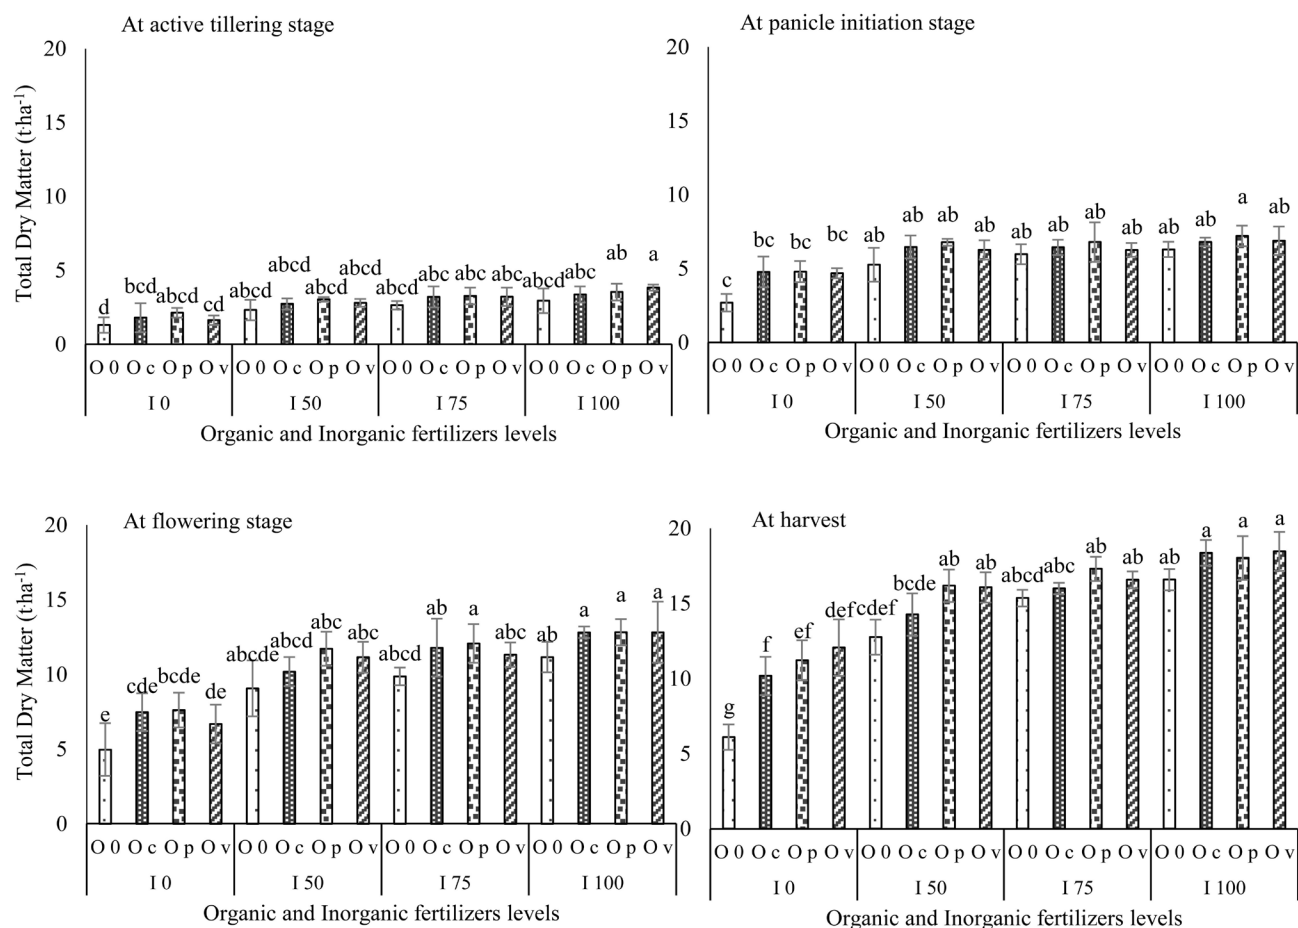 At active tillering stage
20
15
10
5
0
Total Dry Matter (t·ha-1)
d bcd abcd cd abcd abcd abcd abcd abcd abc abc abc abcd abc ab a
O 0 O c O p O v O 0 O c O p O v O 0 O c O p O v O 0 O c O p O v
I 0 I 50 I 75 I 100
Organic and Inorganic fertilizers levels
At panicle initiation stage
20
15
10
5
0
c bc abc bc ab ab ab ab ab ab ab ab ab ab a ab
O 0 O c O p O v O 0 O c O p O v O 0 O c O p O v O 0 O c O p O v
I 0 I 50 I 75 I 100
Organic and Inorganic fertilizers levels
At flowering stage
20
15
10
5
0
Total Dry Matter (t·ha-1)
e cde bcde de abcde abcd abc abc abcd ab a abc ab a a a
O 0 O c O p O v O 0 O c O p O v O 0 O c O p O v O 0 O c O p O v
I 0 I 50 I 75 I 100
Organic and Inorganic fertilizers levels
At harvest
20
15
10
5
0
g f ef def cdef bcde ab ab abcd abc ab ab ab a a a
O 0 O c O p O v O 0 O c O p O v O 0 O c O p O v O 0 O c O p O v
I 0 I 50 I 75 I 100
Organic and Inorganic fertilizers levels